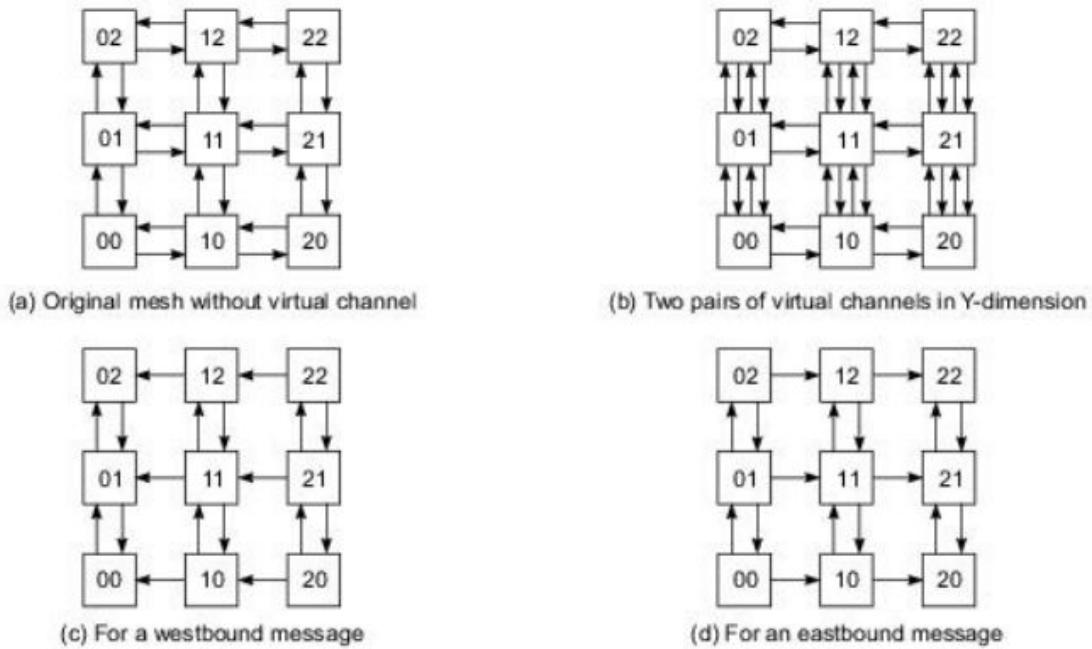 02 12 22
01 11 21
00 10 20
(a) Original mesh without virtual channel
02 12 22
01 11 21
00 10 20
(b) Two pairs of virtual channels in Y-dimension
02 12 22
01 11 21
00 10 20
(c) For a westbound message
02 12 22
01 11 21
00 10 20
(d) For an eastbound message